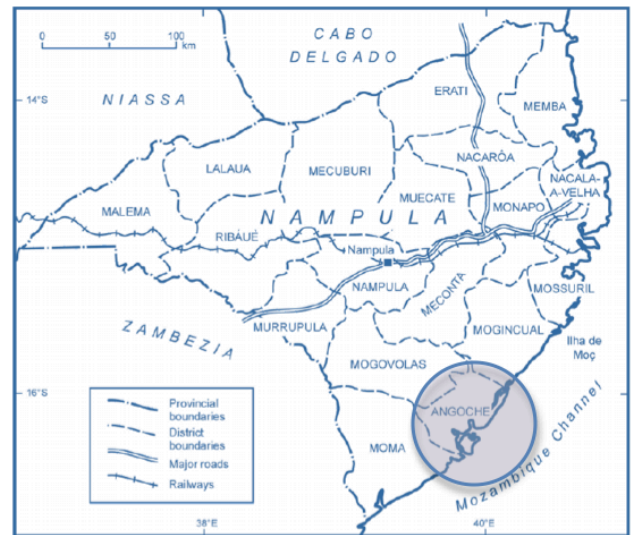 0 50 100
km
CABO
DELGADO
NIASSA
14°S
ERATI
MEMBA
LALAUA
MECUBURI
NACARÔA
NACALA-
A-VELHA
MALEMA
MUECATE
MONAPO
NAMPULA
RIBÁUÉ
Nampula
NAMPULA
MECONTA
MOSSURIL
ZAMBEZIA
MURRUPULA
MOGINCUAL
Ilha de
Moç
MOGOVOLAS
16°S
ANGOCHE
MOMA
Mozambique Channel
Provincial
boundaries
District
boundaries
Major roads
Railways
38°E
40°E